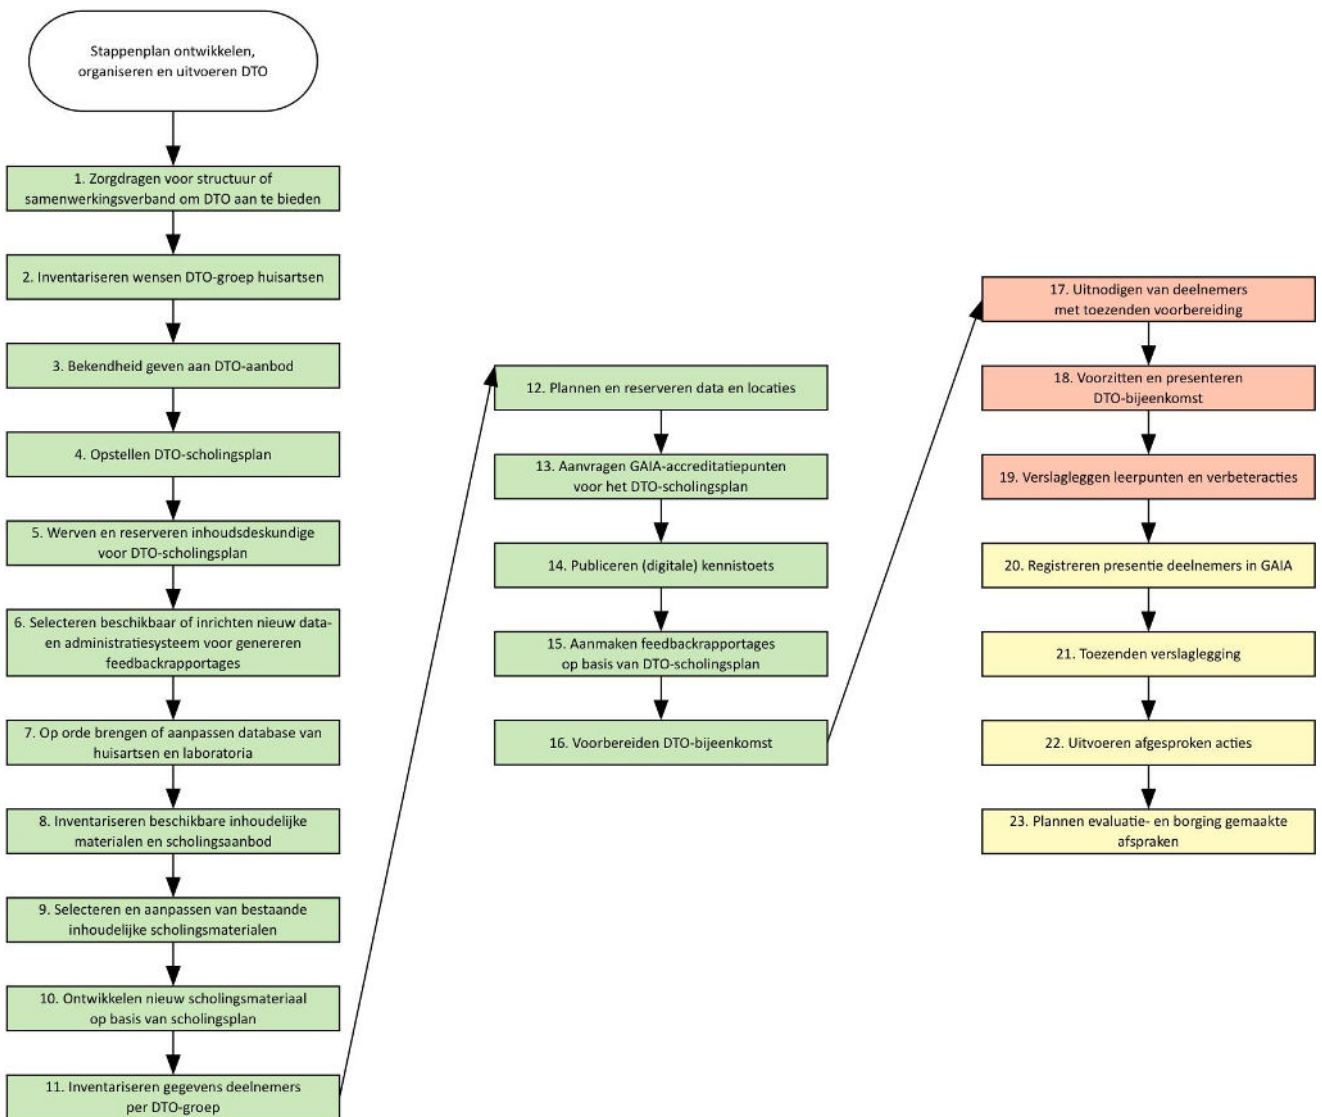 Stappenplan ontwikkelen,
organiseren en uitvoeren DTO
1. Zorgdragen voor structuur of
samenwerkingsverband om DTO aan te bieden
2. Inventariseren wensen DTO-groep huisartsen
3. Bekendheid geven aan DTO-aanbod
4. Opstellen DTO-scholingsplan
5. Werven en reserveren inhoudsdeskundige
voor DTO-scholingsplan
6. Selecteren beschikbaar of inrichten nieuw data-
en administratiesysteem voor genereren
feedbackrapportages
7. Op orde brengen of aanpassen database van
huisartsen en laboratoria
8. Inventariseren beschikbare inhoudelijke
materialen en scholingsaanbod
9. Selecteren en aanpassen van bestaande
inhoudelijke scholingsmaterialen
10. Ontwikkelen nieuw scholingsmateriaal
op basis van scholingsplan
11. Inventariseren gegevens deelnemers
per DTO-groep
12. Plannen en reserveren data en locaties
13. Aanvragen GAIA-accreditatiepunten
voor het DTO-scholingsplan
14. Publiceren (digitale) kennistoets
15. Aanmaken feedbackrapportages
op basis van DTO-scholingsplan
16. Voorbereiden DTO-bijeenkomst
17. Uitnodigen van deelnemers
met toezenden voorbereiding
18. Voorzitten en presenteren
DTO-bijeenkomst
19. Verslagleggen leerpunten en verbeteracties
20. Registreren presentie deelnemers in GAIA
21. Toezenden verslaglegging
22. Uitvoeren afgesproken acties
23. Plannen evaluatie- en borging gemaakte
afspraken